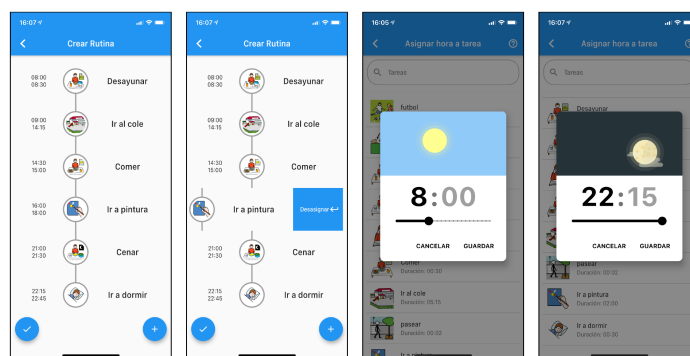 16:07
Crear Rutina
08:00
08:30
Desayunar
09:00
14:15
Ir al cole
14:30
15:00
Comer
16:00
18:00
Ir a pintura
21:00
21:30
Cenar
22:15
22:45
Ir a dormir
16:07
Crear Rutina
08:00
08:30
Desayunar
09:00
14:15
Ir al cole
14:30
15:00
Comer
Ir a pintura
Desasignar
21:00
21:30
Cenar
22:15
22:45
Ir a dormir
16:05
Asignar hora a tarea
Tareas
futbol
8:00
CANCELAR GUARDAR
Comer
Duración: 00:30
Ir al cole
Duración: 05:15
pasear
Duración: 00:02
Ir a pintura
16:07
Asignar hora a tarea
Tareas
Desayunar
22:15
CANCELAR GUARDAR
pasear
Duración: 00:02
Ir a pintura
Duración: 02:00
Ir a dormir
Duración: 00:30